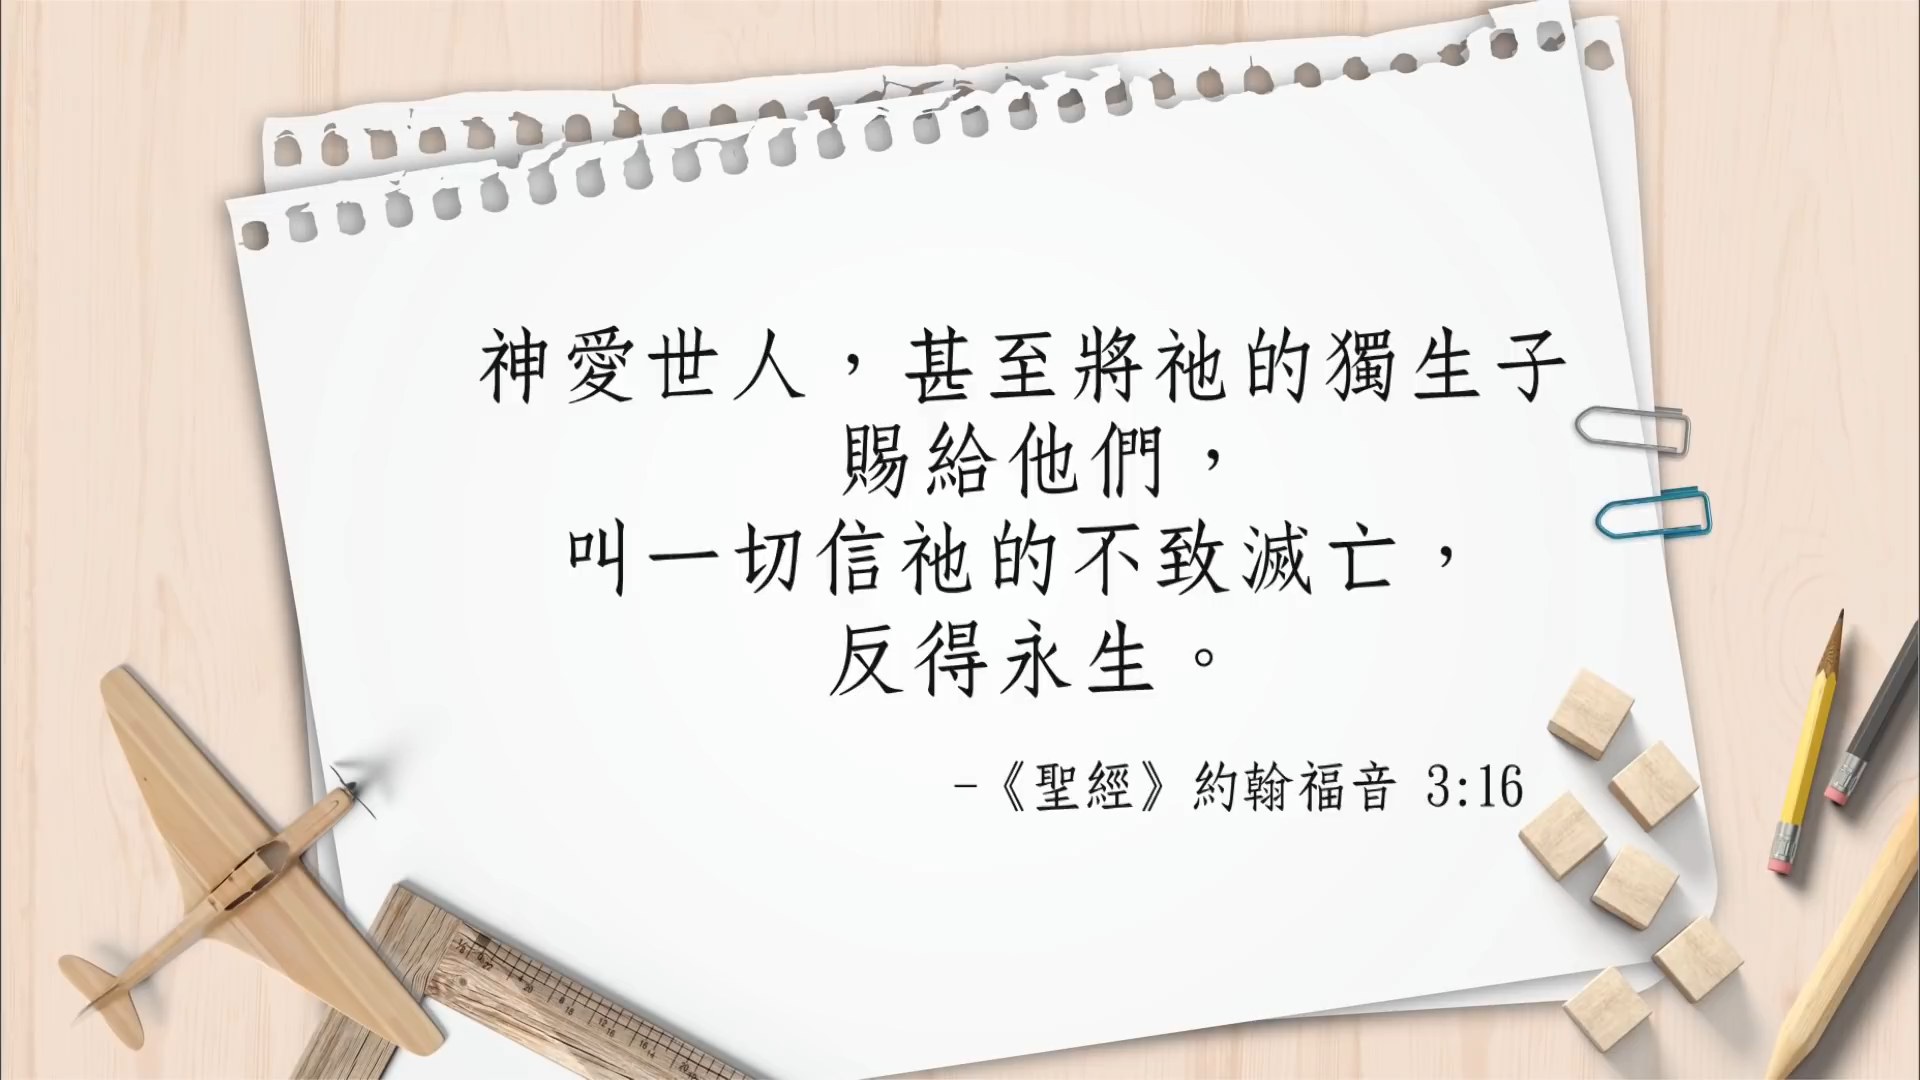 神愛世人，甚至將祂的獨生子
賜給他們，
叫一切信祂的不致滅亡，
反得永生。
–《聖經》約翰福音 3:16